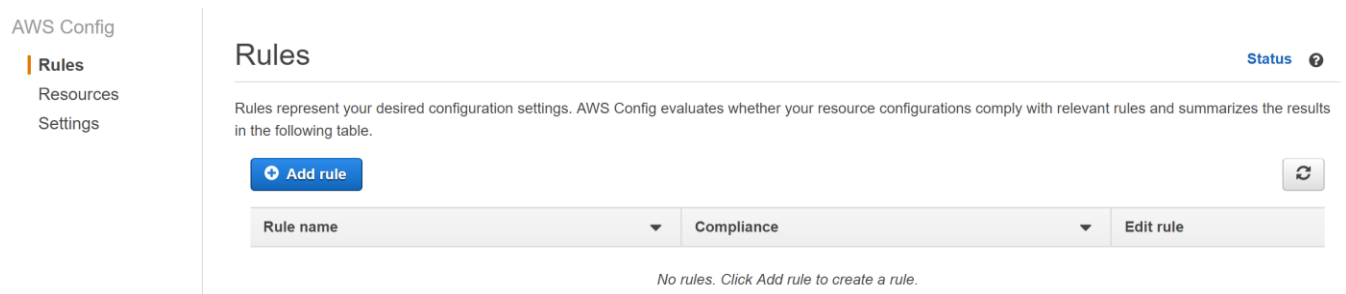 AWS Config
Rules
Resources
Settings
Rules
Status
Rules represent your desired configuration settings. AWS Config evaluates whether your resource configurations comply with relevant rules and summarizes the results
in the following table.
Add rule
Rule name Compliance Edit rule
No rules. Click Add rule to create a rule.